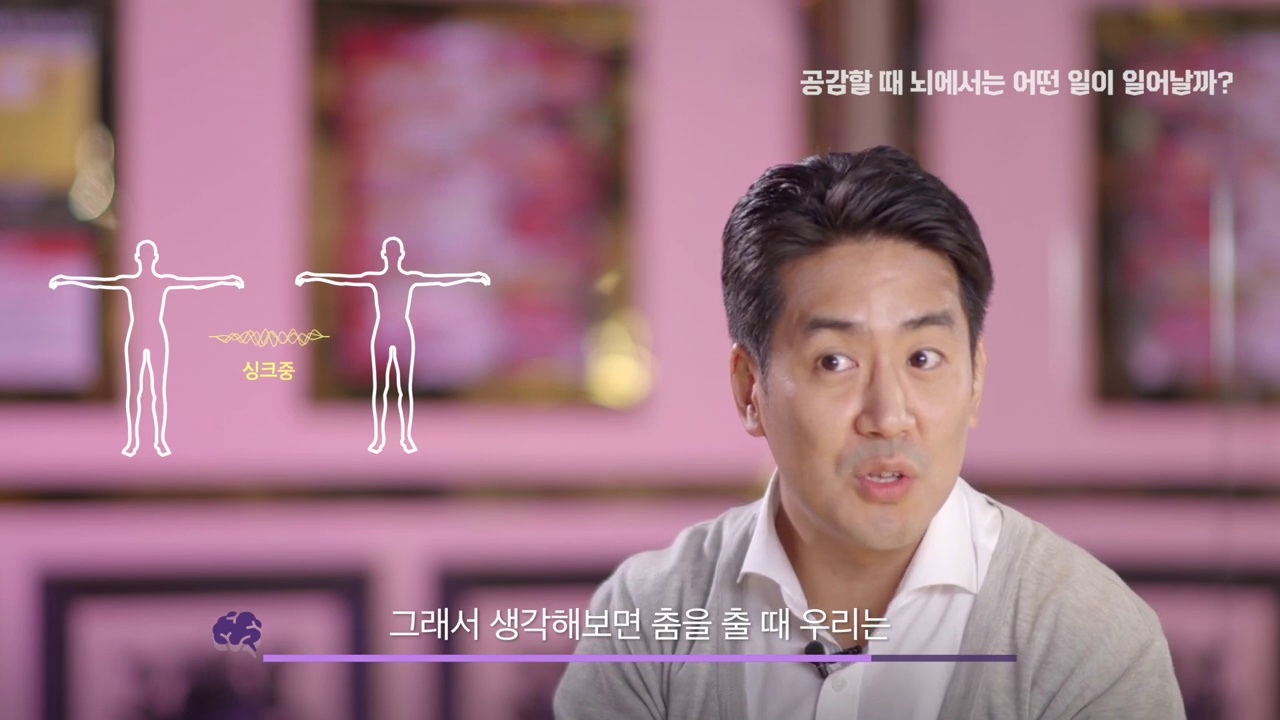 공감할 때 뇌에서는 어떤 일이 일어날까?
싱크중
그래서 생각해보면 춤을 출 때 우리는